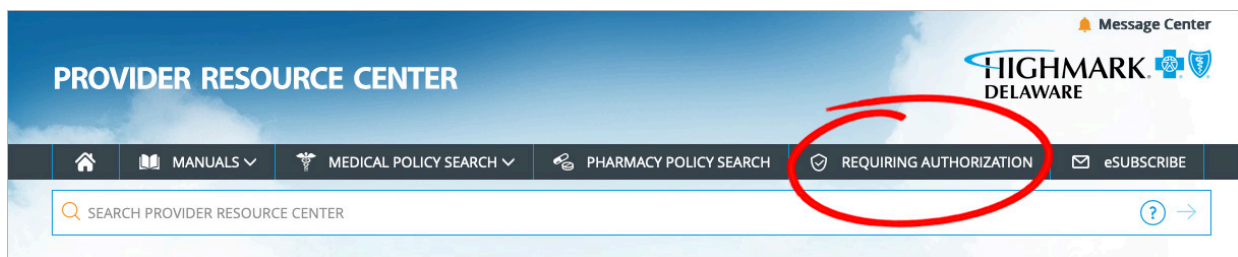 Message Center
PROVIDER RESOURCE CENTER
HIGHMARK.
DELAWARE
MANUALS MEDICAL POLICY SEARCH PHARMACY POLICY SEARCH REQUIRING AUTHORIZATION eSUBSCRIBE
SEARCH PROVIDER RESOURCE CENTER ?